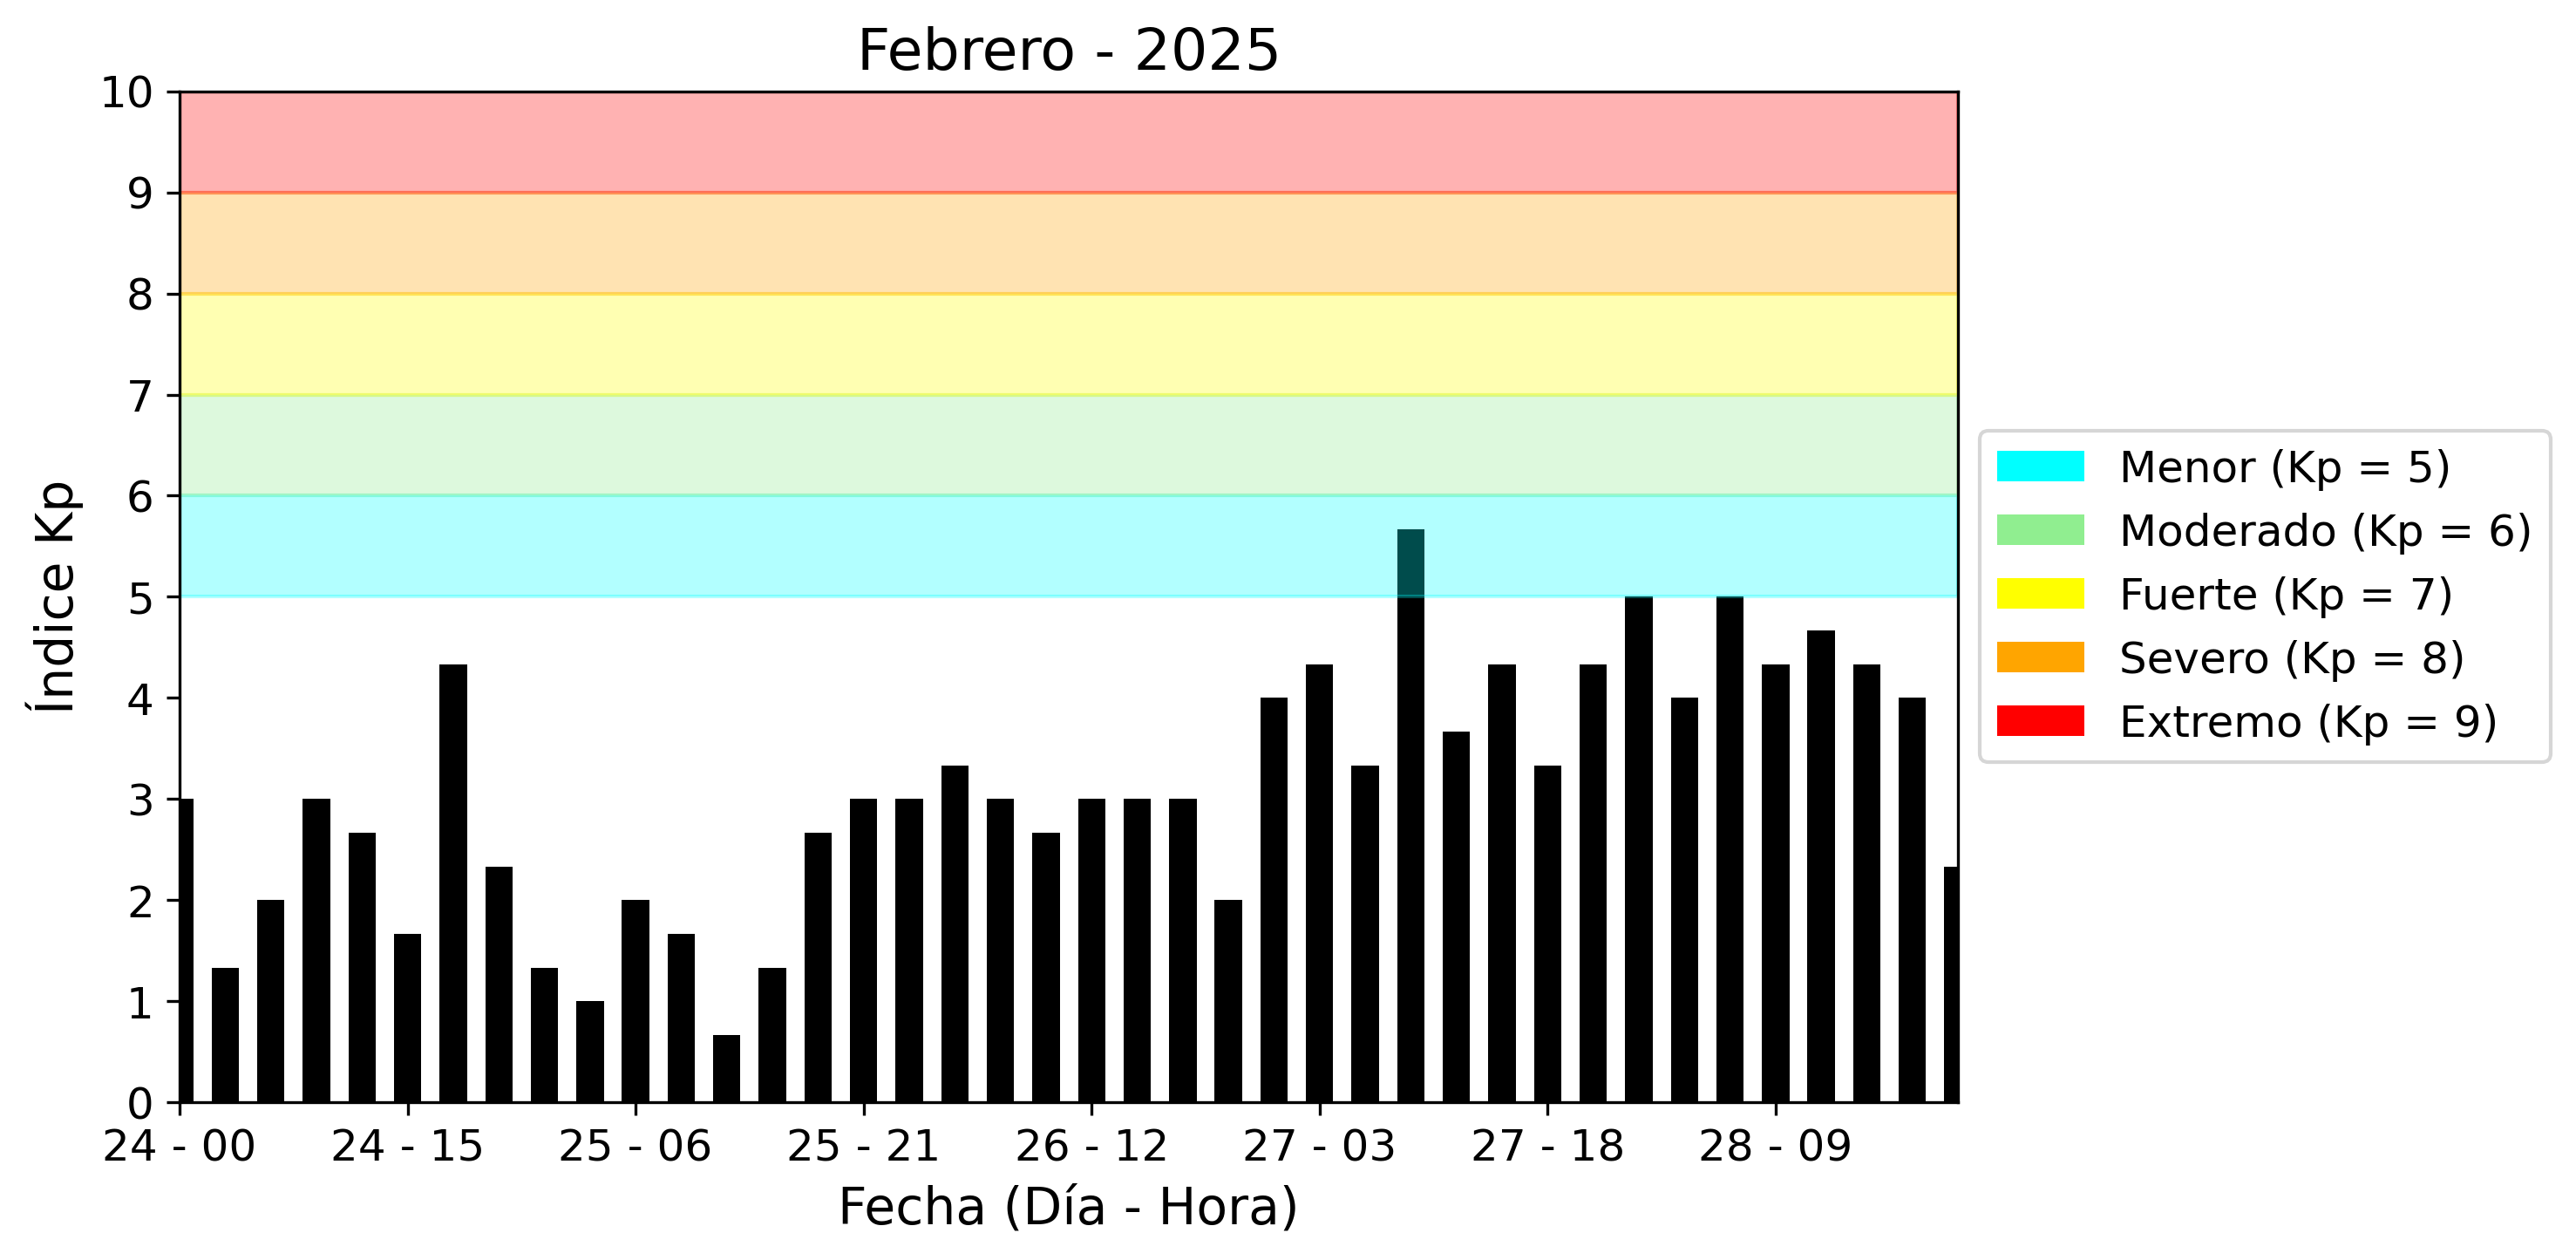 Febrero - 2025
10
9
8
7
6
5
4
3
2
1
0
Índice Kp
24 - 00
24 - 15
25 - 06
25 - 21
26 - 12
27 - 03
27 - 18
28 - 09
Fecha (Día - Hora)
Menor (Kp = 5)
Moderado (Kp = 6)
Fuerte (Kp = 7)
Severo (Kp = 8)
Extremo (Kp = 9)